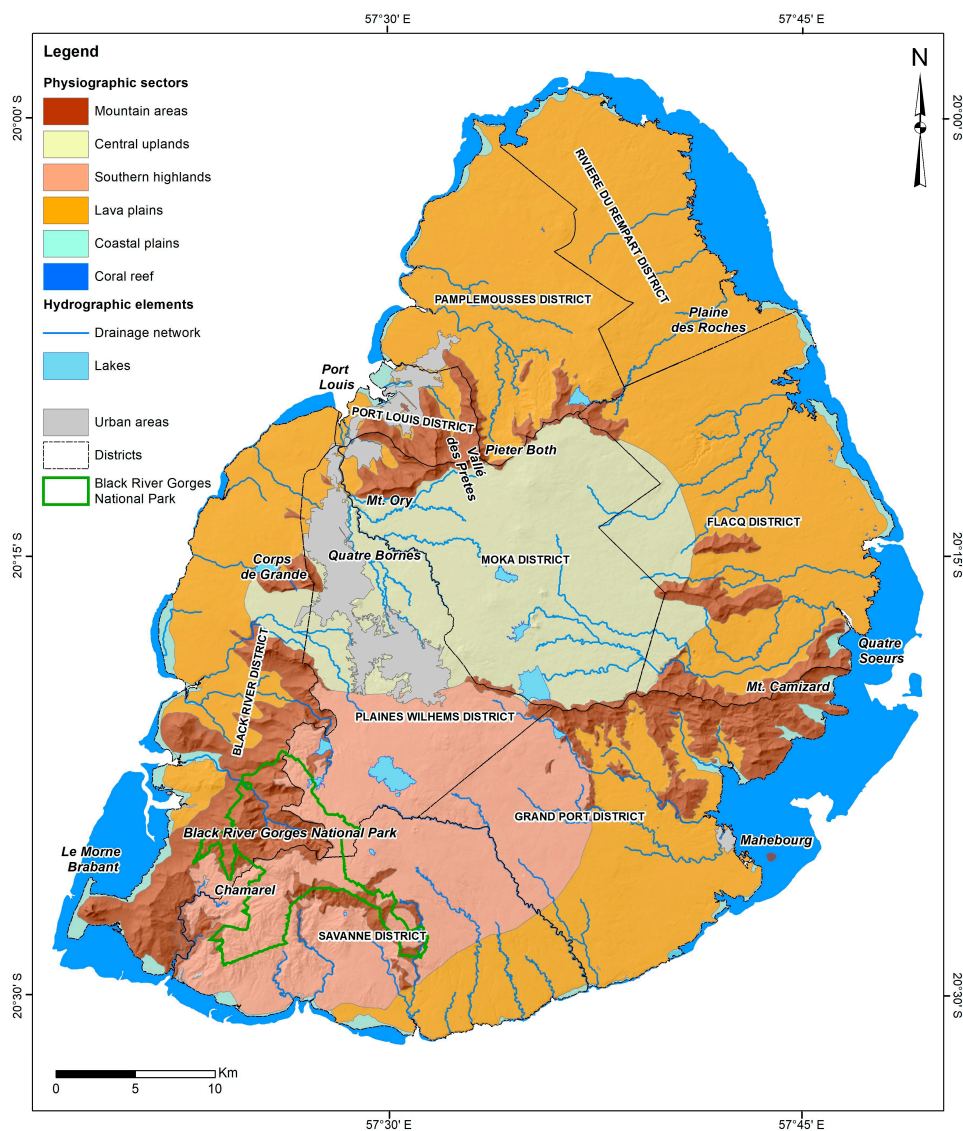 57°30' E
57°45' E
Legend
N
Physiographic sectors
Mountain areas
Central uplands
Southern highlands
Lava plains
Coastal plains
Coral reef
Hydrographic elements
Drainage network
Lakes
Urban areas
Districts
Black River Gorges
National Park
20°00' S
20°00' S
RIVIERE DU REMPART DISTRICT
PAMPLEMOUSSES DISTRICT
Plaine
des Roches
Port
Louis
PORT LOUIS DISTRICT
Vallé
des Pretes
Pieter Both
Mt. Ory
FLACQ DISTRICT
20°15' S
20°15' S
Corps
de Grande
Quatre Bornes
MOKA DISTRICT
Quatre
Soeurs
BLACK RIVER DISTRICT
Mt. Camizard
PLAINES WILHEMS DISTRICT
GRAND PORT DISTRICT
Black River Gorges National Park
Mahebourg
Le Morne
Brabant
Chamarel
SAVANNE DISTRICT
20°30' S
20°30' S
Km
0
5
10
57°30' E
57°45' E